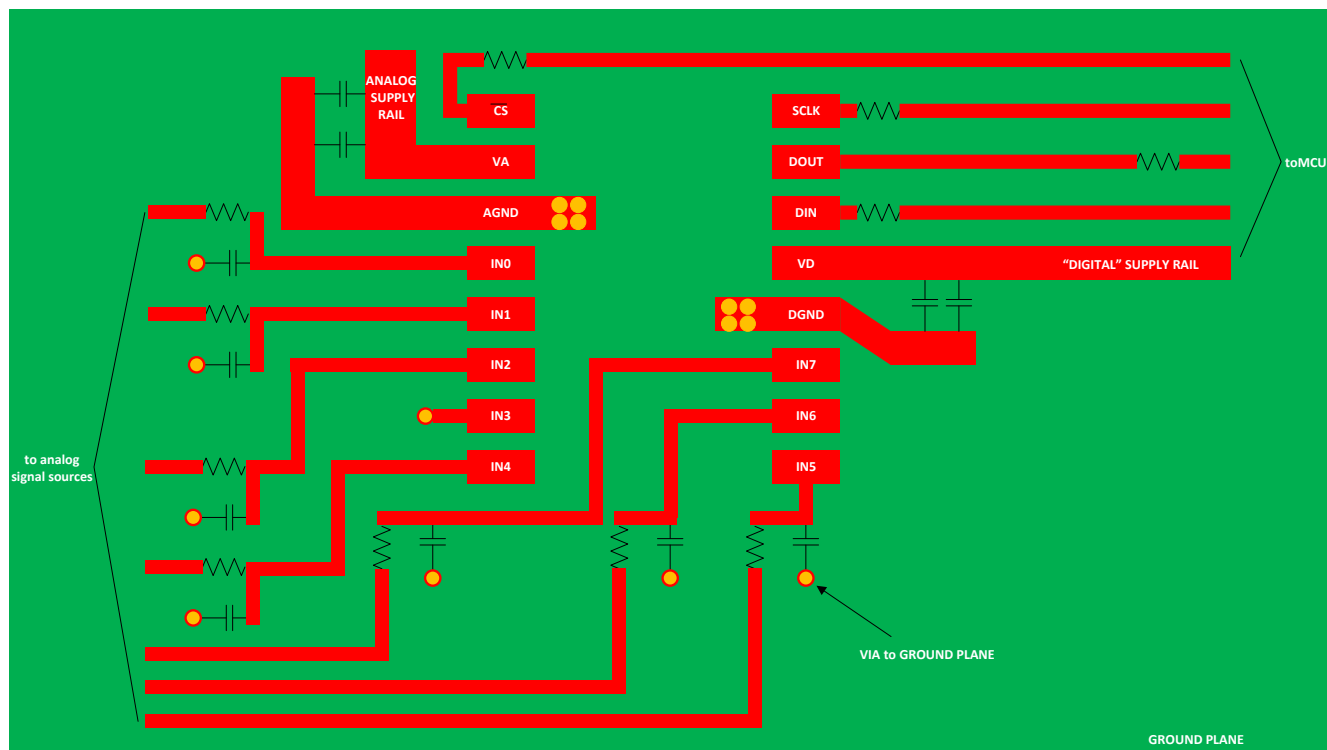 ANALOG
SUPPLY
RAIL
CS
SCLK
VA
DOUT
toMCU
AGND
DIN
IN0
VD
“DIGITAL” SUPPLY RAIL
IN1
DGND
IN2
IN7
IN3
IN6
to analog
signal sources
IN4
IN5
VIA to GROUND PLANE
GROUND PLANE